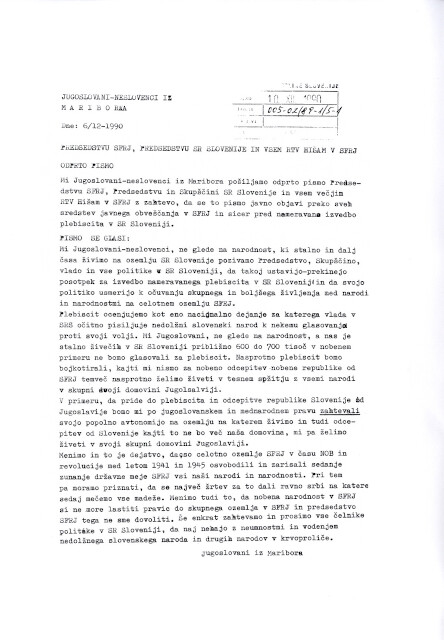 JUGOSLOVANI-NESLOVENCI IZ
M A R I B O R A
Dne: 6/12-1990
10 XII 1990
005-02/89-1/5-1
PREDSEDSTVU SFRJ, PREDSEDSTVU SR SLOVENIJE IN VSEM RTV HIŠAM V SFRJ
ODPRTO PISMO
Mi Jugoslovani-neslovenci iz Maribora pošiljamo odprto pismo Predse-
dstvu SFRJ, Predsedstvu in Skupščini SR Slovenije in vsem večjim
RTV Hišam v SFRJ z zahtevo, da se to pismo javno objavi preko sveh
sredstev javnega obveščanja v SFRJ in sicer pred nameravano izvedbo
plebiscita v SR Sloveniji.
PISMO SE GLASI:
Mi Jugoslovani-neslovenci, ne glede na narodnost, ki stalno in dalj
časa živimo na ozemlju SR Slovenije pozivamo Predsedstvo, Skupščino,
vlado in vse politike v SR Sloveniji, da takoj ustavijo-prekinejo
posotpek za izvedbo nameravanega plebiscita v SR Sloveniji in da svojo
politiko usmerijo k očuvanju skupnega in boljšega življenja med narodi
in narodnostmi na celotnem ozemlju SFRJ.
Plebiscit ocenjujemo kot eno nacionalno dejanje za katerega vlada v
SRS očitno pisiljuje nedolžni slovenski narod k nekemu glasovanju
proti svoji volji. Mi Jugoslovani, ne glede na narodnost, a nas je
stalno živečih v SR Sloveniji približno 600 do 700 tisoč v nobenem
primeru ne bomo glasovali za plebiscit. Nasprotno plebiscit bomo
bojkotirali, kajti mi nismo za nobeno odcepitev nobene republike od
SFRJ temveč nasprotno želimo živeti v tesnem spžitju z vsemi narodi
v skupni svoji domovini Jugolsalviji.
V primeru, da pride do plebiscita in odcepitve republike Slovenije od
Jugoslavije bomo mi po jugoslovanskem in mednarodnem pravu zahtevali
svojo popolno avtonomijo na ozemlju na katerem živimo in tudi odce-
pitev od Slovenije kajti to ne bo več naša domovina, mi pa želimo
živeti v svoji skupni domovini Jugoslaviji.
Menimo in to je dejstvo, da so celotno ozemlje SFRJ v času NOB in
revolucije med letom 1941 in 1945 osvobodili in zarisali sedanje
zunanje državne meje SFRJ vsi naši narodi in narodnosti. Pri tem
pa moramo priznati, da so največ žrtev za to dali ravno srbi na katere
sedaj mečemo vse madeže. Menimo tudi to, da nobena narodnost v SFRJ
si ne more lastiti pravic do skupnega ozemlja v SFRJ in predsedstvo
SFRJ tega ne sme dovoliti. Še enkrat zahtevamo in prosimo vse čelnike
politike v SR Sloveniji, da naj nehajo z neumnostmi in vodenjem
nedolžnega slovenskega naroda in drugih narodov v krvoproliče.
Jugoslovani iz Maribora